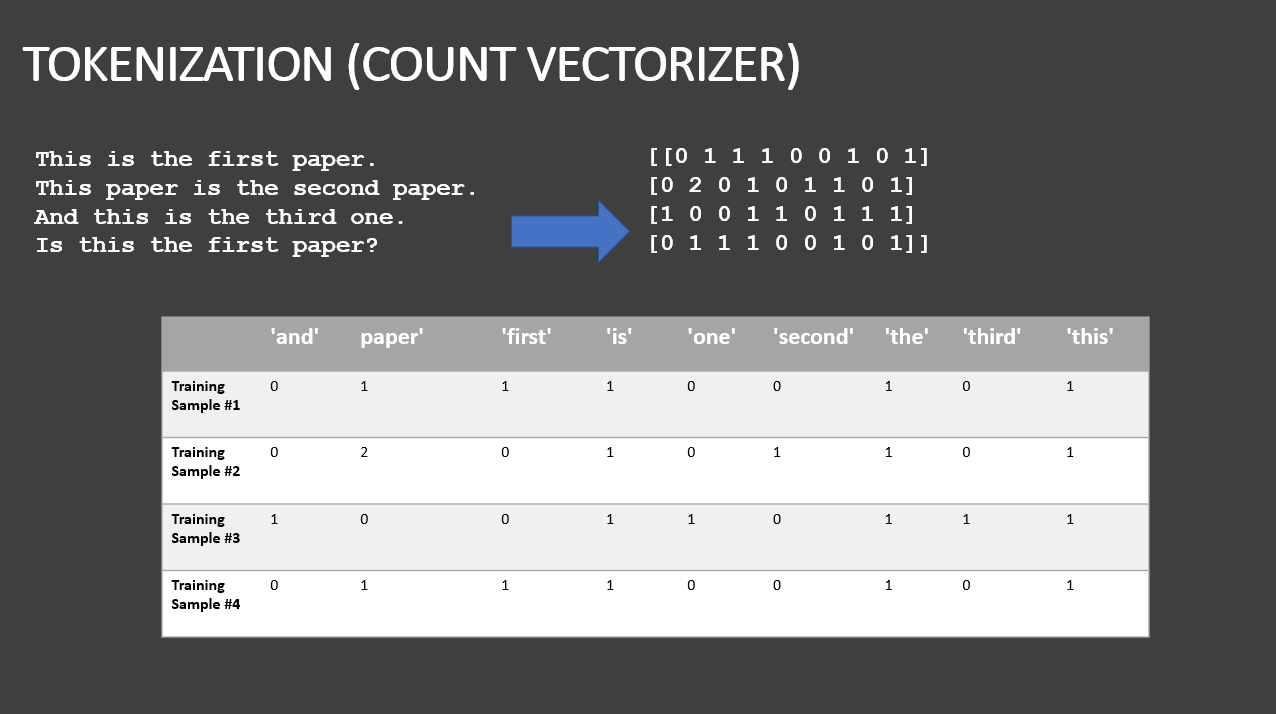 TOKENIZATION (COUNT VECTORIZER)
This is the first paper.
This paper is the second paper.
And this is the third one.
Is this the first paper?
[[0 1 1 1 0 0 1 0 1]
[0 2 0 1 0 1 1 0 1]
[1 0 0 1 1 0 1 1 1]
[0 1 1 1 0 0 1 0 1]]
'and' paper' 'first' 'is' 'one' 'second' 'the' 'third' 'this'
Training 0 1 1 1 0 0 1 0 1
Sample #1
Training 0 2 0 1 0 1 1 0 1
Sample #2
Training 1 0 0 1 1 0 1 1 1
Sample #3
Training 0 1 1 1 0 0 1 0 1
Sample #4